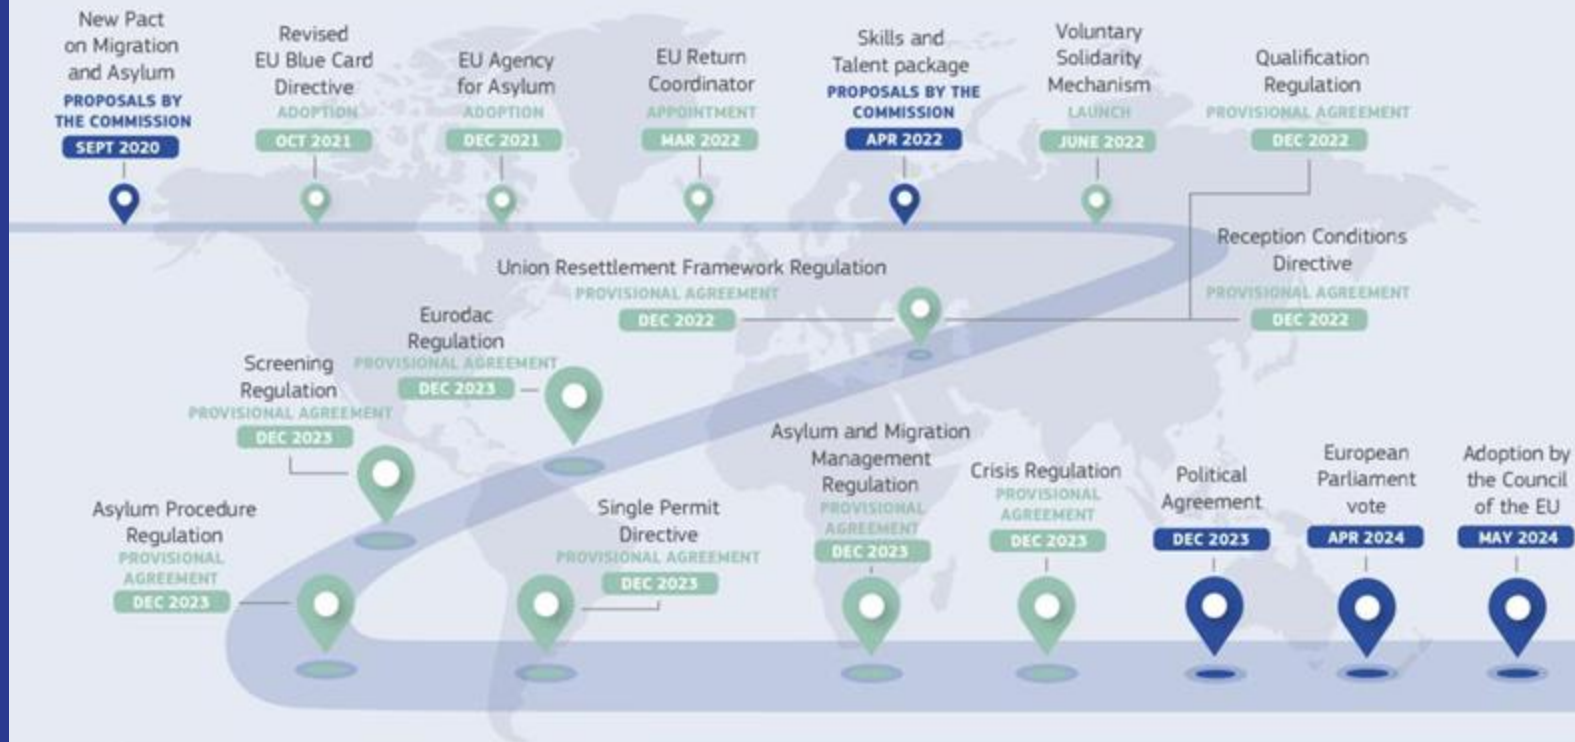 New Pact
on Migration
and Asylum
PROPOSALS BY
THE COMMISSION
SEPT 2020
Revised
EU Blue Card
Directive
ADOPTION
OCT 2021
EU Agency
for Asylum
ADOPTION
DEC 2021
EU Return
Coordinator
APPOINTMENT
MAR 2022
Skills and
Talent package
PROPOSALS BY THE
COMMISSION
APR 2022
Voluntary
Solidarity
Mechanism
LAUNCH
JUNE 2022
Qualification
Regulation
PROVISIONAL AGREEMENT
DEC 2022
Reception Conditions
Directive
PROVISIONAL AGREEMENT
DEC 2022
Union Resettlement Framework Regulation
PROVISIONAL AGREEMENT
DEC 2022
Eurodac
Regulation
PROVISIONAL AGREEMENT
DEC 2023
Screening
Regulation
PROVISIONAL AGREEMENT
DEC 2023
Asylum Procedure
Regulation
PROVISIONAL
AGREEMENT
DEC 2023
Single Permit
Directive
PROVISIONAL AGREEMENT
DEC 2023
Asylum and Migration
Management
Regulation
PROVISIONAL
AGREEMENT
DEC 2023
Crisis Regulation
PROVISIONAL
AGREEMENT
DEC 2023
Political
Agreement
DEC 2023
European
Parliament
vote
APR 2024
Adoption by
the Council
of the EU
MAY 2024